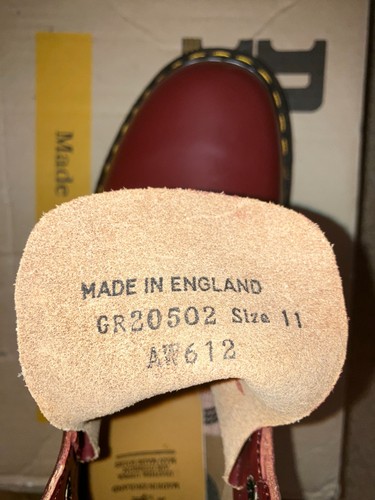 Made
MADE IN ENGLAND
GR20502 Size 11
AW612